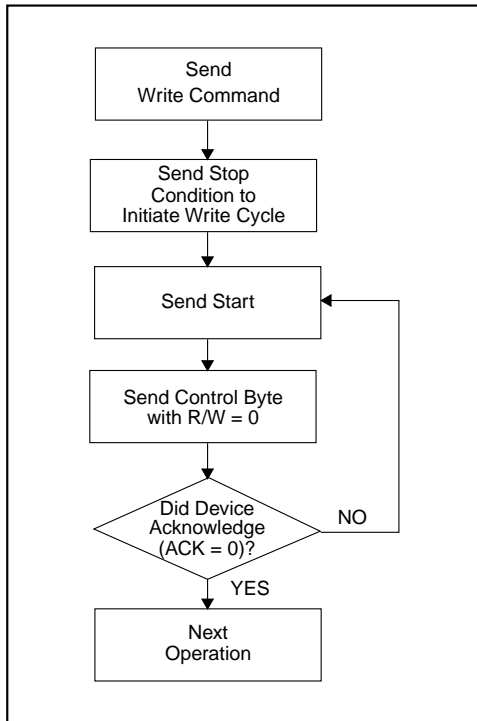 Send
Write Command
Send Stop
Condition to
Initiate Write Cycle
Send Start
Send Control Byte
with R/W = 0
Did Device
Acknowledge
(ACK = 0)?
NO
YES
Next
Operation